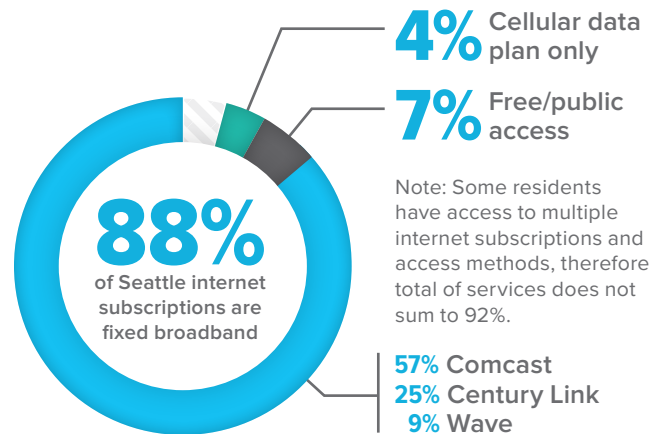 4% Cellular data
plan only
7% Free/public
access
88%
of Seattle internet
subscriptions are
fixed broadband
Note: Some residents
have access to multiple
internet subscriptions and
access methods, therefore
total of services does not
sum to 92%.
57% Comcast
25% Century Link
9% Wave